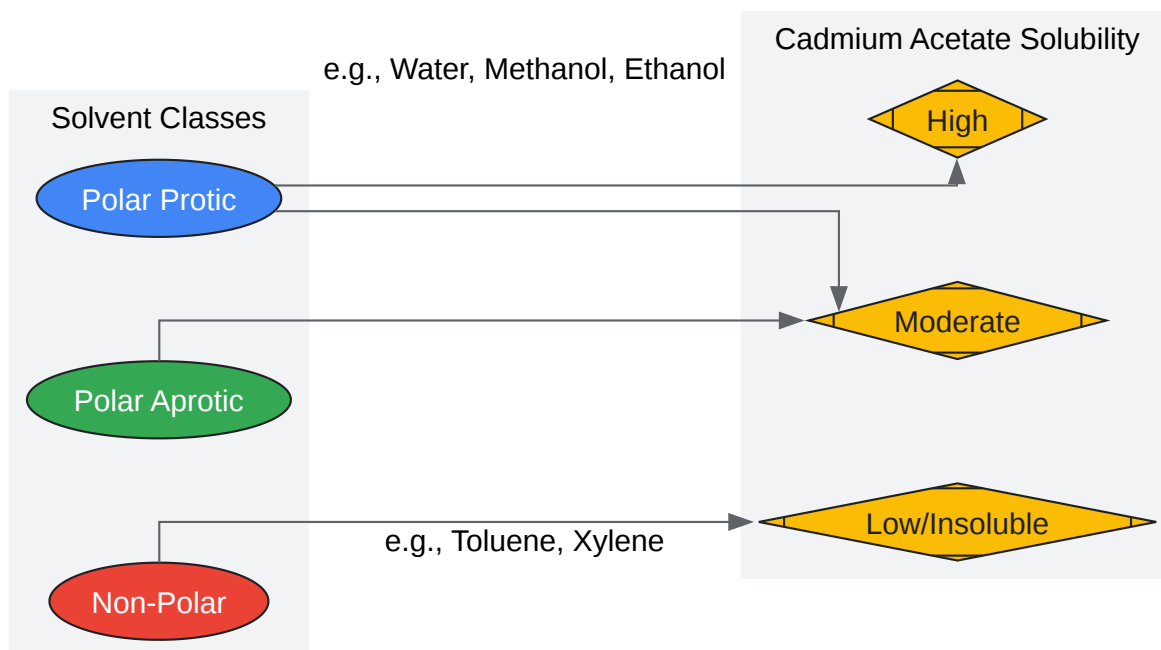 Cadmium Acetate Solubility
e.g., Water, Methanol, Ethanol
Solvent Classes
High
Polar Protic
Moderate
Polar Aprotic
Low/Insoluble
e.g., Toluene, Xylene
Non-Polar